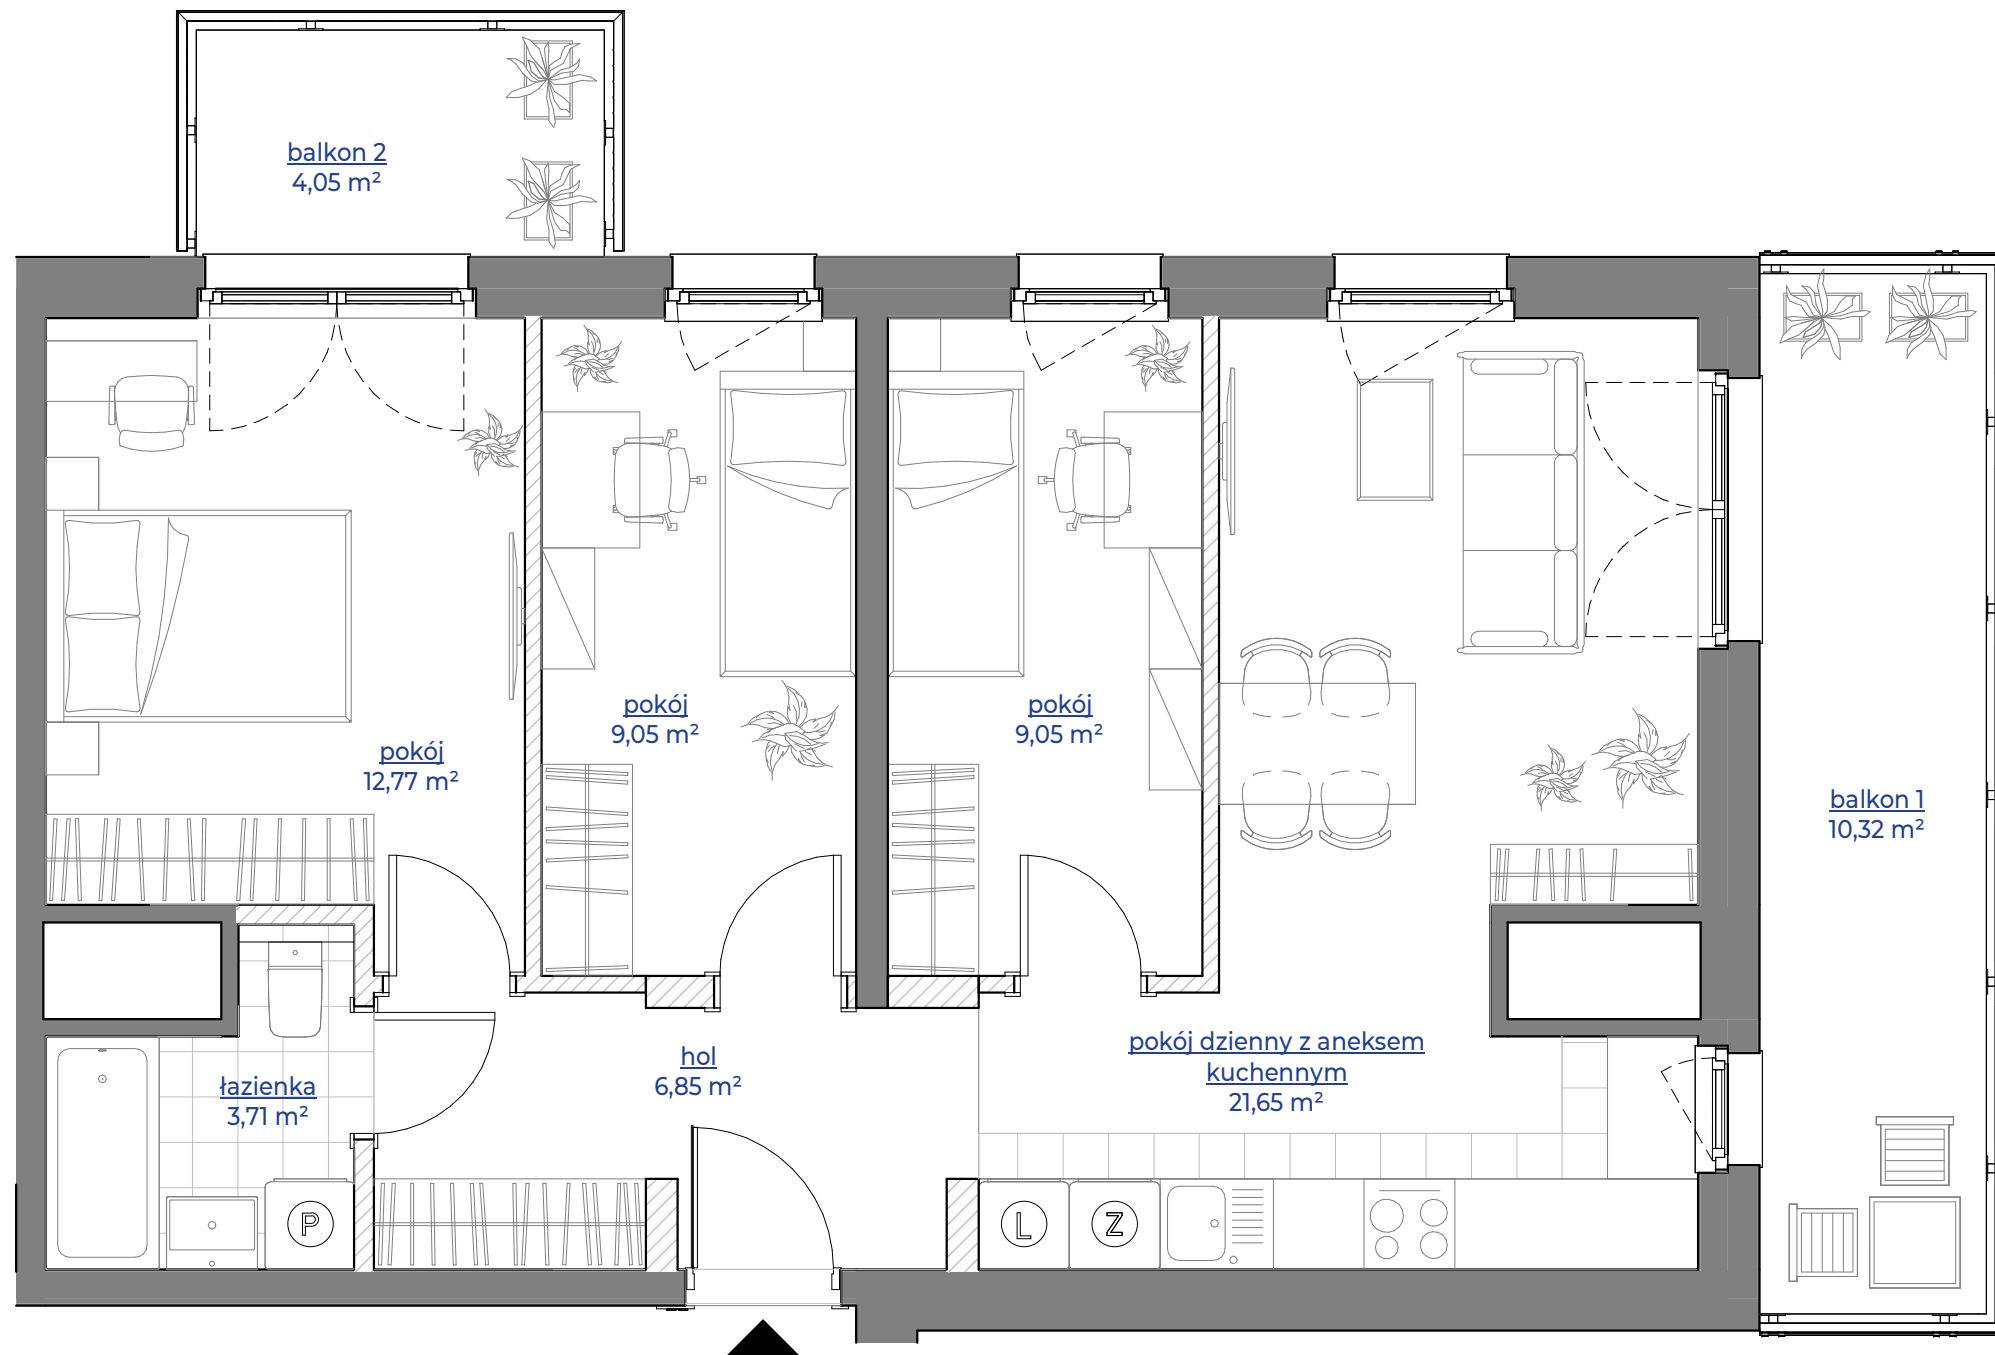 balkon 2
4,05 m²
pokój
12,77 m²
pokój
9,05 m²
pokój
9,05 m²
balkon 1
10,32 m²
hol
6,85 m²
pokój dzienny z aneksem
kuchennym
21,65 m²
łazienka
3,71 m²
P
L
Z